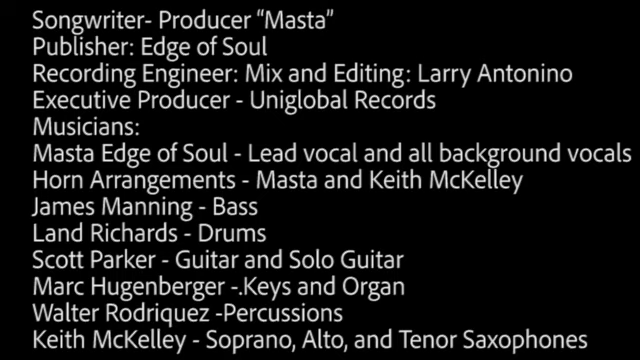 Songwriter- Producer “Masta”
Publisher: Edge of Soul
Recording Engineer: Mix and Editing: Larry Antonino
Executive Producer - Uniglobal Records
Musicians:
Masta Edge of Soul - Lead vocal and all background vocals
Horn Arrangements - Masta and Keith McKelley
James Manning - Bass
Land Richards - Drums
Scott Parker - Guitar and Solo Guitar
Marc Hugenberger -.Keys and Organ
Walter Rodriquez -Percussions
Keith McKelley - Soprano, Alto, and Tenor Saxophones